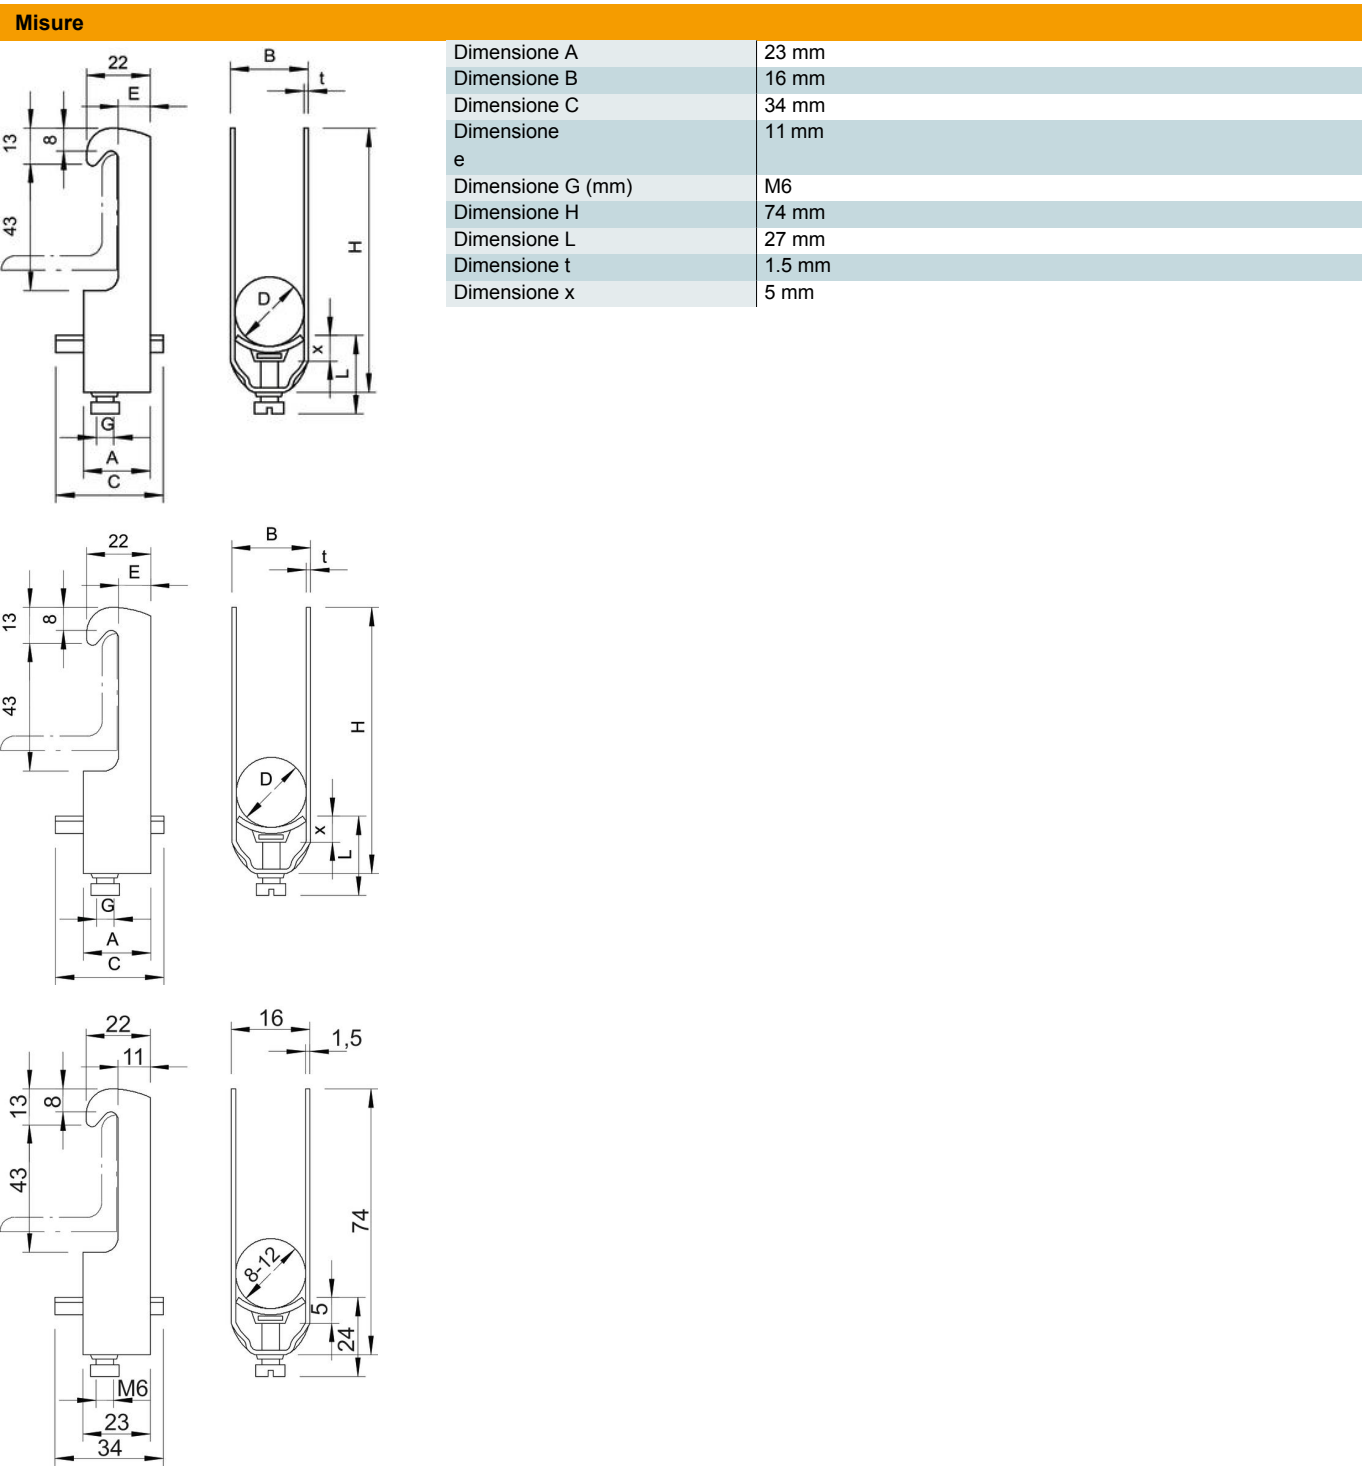 Misure
Dimensione A 23 mm
Dimensione B 16 mm
Dimensione C 34 mm
Dimensione 11 mm
e
Dimensione G (mm) M6
Dimensione H 74 mm
Dimensione L 27 mm
Dimensione t 1.5 mm
Dimensione x 5 mm
22
B
t
E
13
8
43
H
D
x
L
G
A
C
22
B
t
E
13
8
43
H
D
x
L
G
A
C
22
16
1,5
11
13
8
43
74
8-12
5
24
M6
23
34